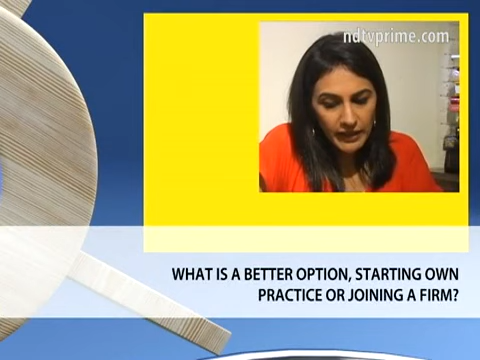 ndtvprime.com
WHAT IS A BETTER OPTION, STARTING OWN
PRACTICE OR JOINING A FIRM?